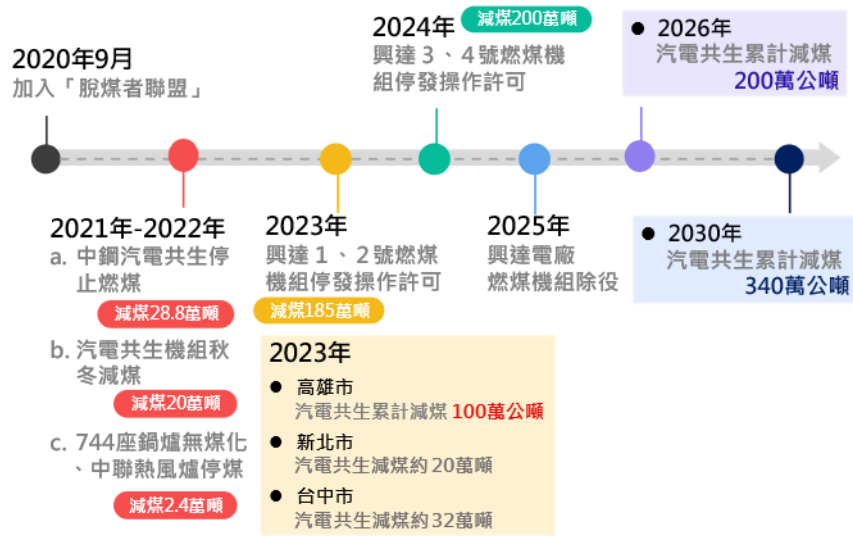 2020年9月
加入「脫煤者聯盟」
2024年
減煤200萬噸
興達3、4號燃煤機
組停發操作許可
● 2026年
汽電共生累計減煤
200萬公噸
2021年-2022年
a. 中鋼汽電共生停
止燃煤
減煤28.8萬噸
b. 汽電共生機組秋
冬減煤
減煤20萬噸
c. 744座鍋爐無煤化
、中聯熱風爐停煤
減煤2.4萬噸
2023年
興達1、2號燃煤
機組停發操作許可
減煤185萬噸
2023年
● 高雄市
汽電共生累計減煤100萬公噸
● 新北市
汽電共生減煤約20萬噸
● 台中市
汽電共生減煤約32萬噸
2025年
興達電廠
燃煤機組除役
● 2030年
汽電共生累計減煤
340萬公噸